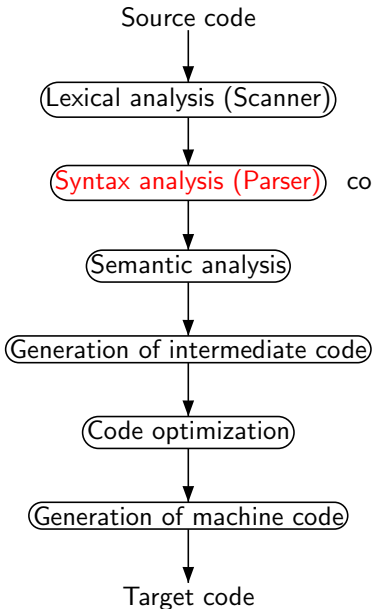 Source code
Lexical analysis (Scanner)
Syntax analysis (Parser) co
Semantic analysis
Generation of intermediate code
Code optimization
Generation of machine code
Target code